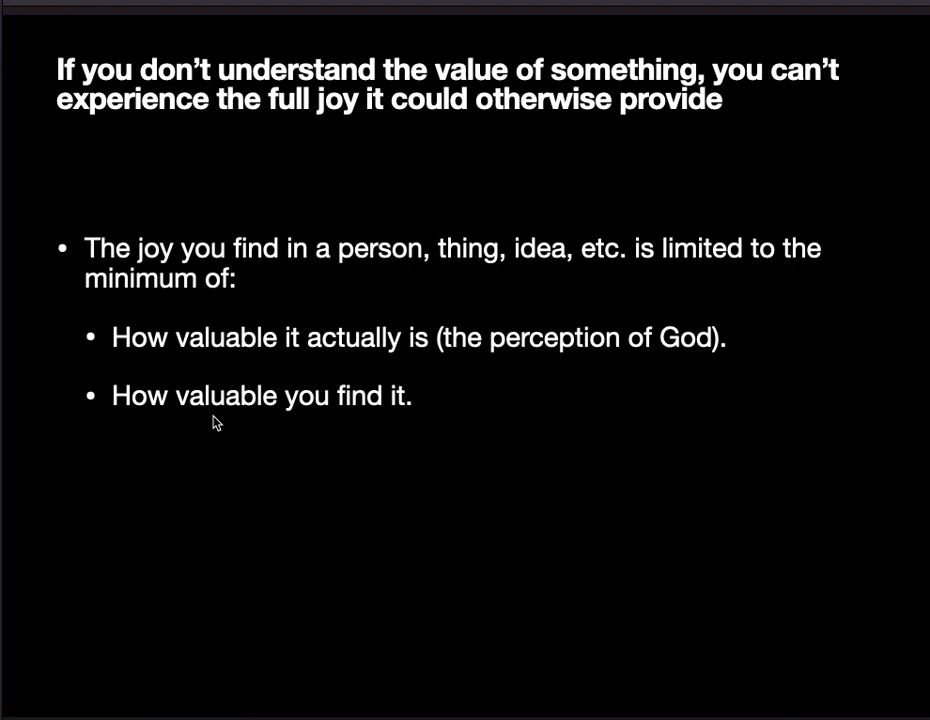 If you don’t understand the value of something, you can’t
experience the full joy it could otherwise provide
• The joy you find in a person, thing, idea, etc. is limited to the
minimum of:
• How valuable it actually is (the perception of God).
• How valuable you find it.